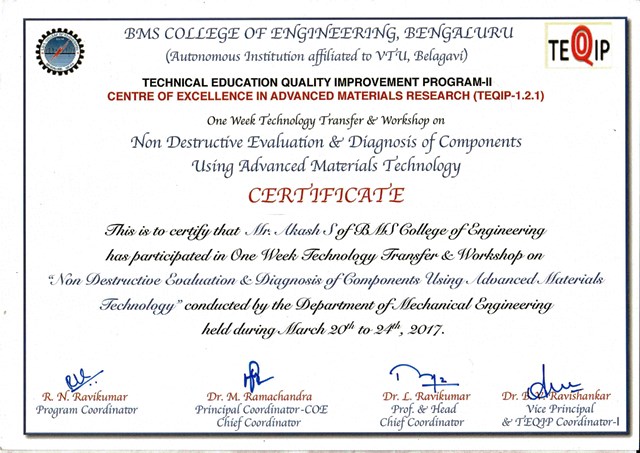 BMS COLLEGE OF ENGINEERING, BENGALURU
(Autonomous Institution affiliated to VTU, Belagavi)
TEQIP
TECHNICAL EDUCATION QUALITY IMPROVEMENT PROGRAM-II
CENTRE OF EXCELLENCE IN ADVANCED MATERIALS RESEARCH (TEQIP-1.2.1)
One Week Technology Transfer & Workshop on
Non Destructive Evaluation & Diagnosis of Components
Using Advanced Materials Technology
CERTIFICATE
This is to certify that Mr. Akash S of BMS College of Engineering
has participated in One Week Technology Transfer & Workshop on
"Non Destructive Evaluation & Diagnosis of Components Using Advanced Materials
Technology" conducted by the Department of Mechanical Engineering
held during March 20th to 24th, 2017.
R. N. Ravikumar
Program Coordinator
Dr. M. Ramachandra
Principal Coordinator-COE
Chief Coordinator
Dr. L. Ravikumar
Prof. & Head
Chief Coordinator
Dr. B. Ravishankar
Vice Principal
& TEQIP Coordinator-I